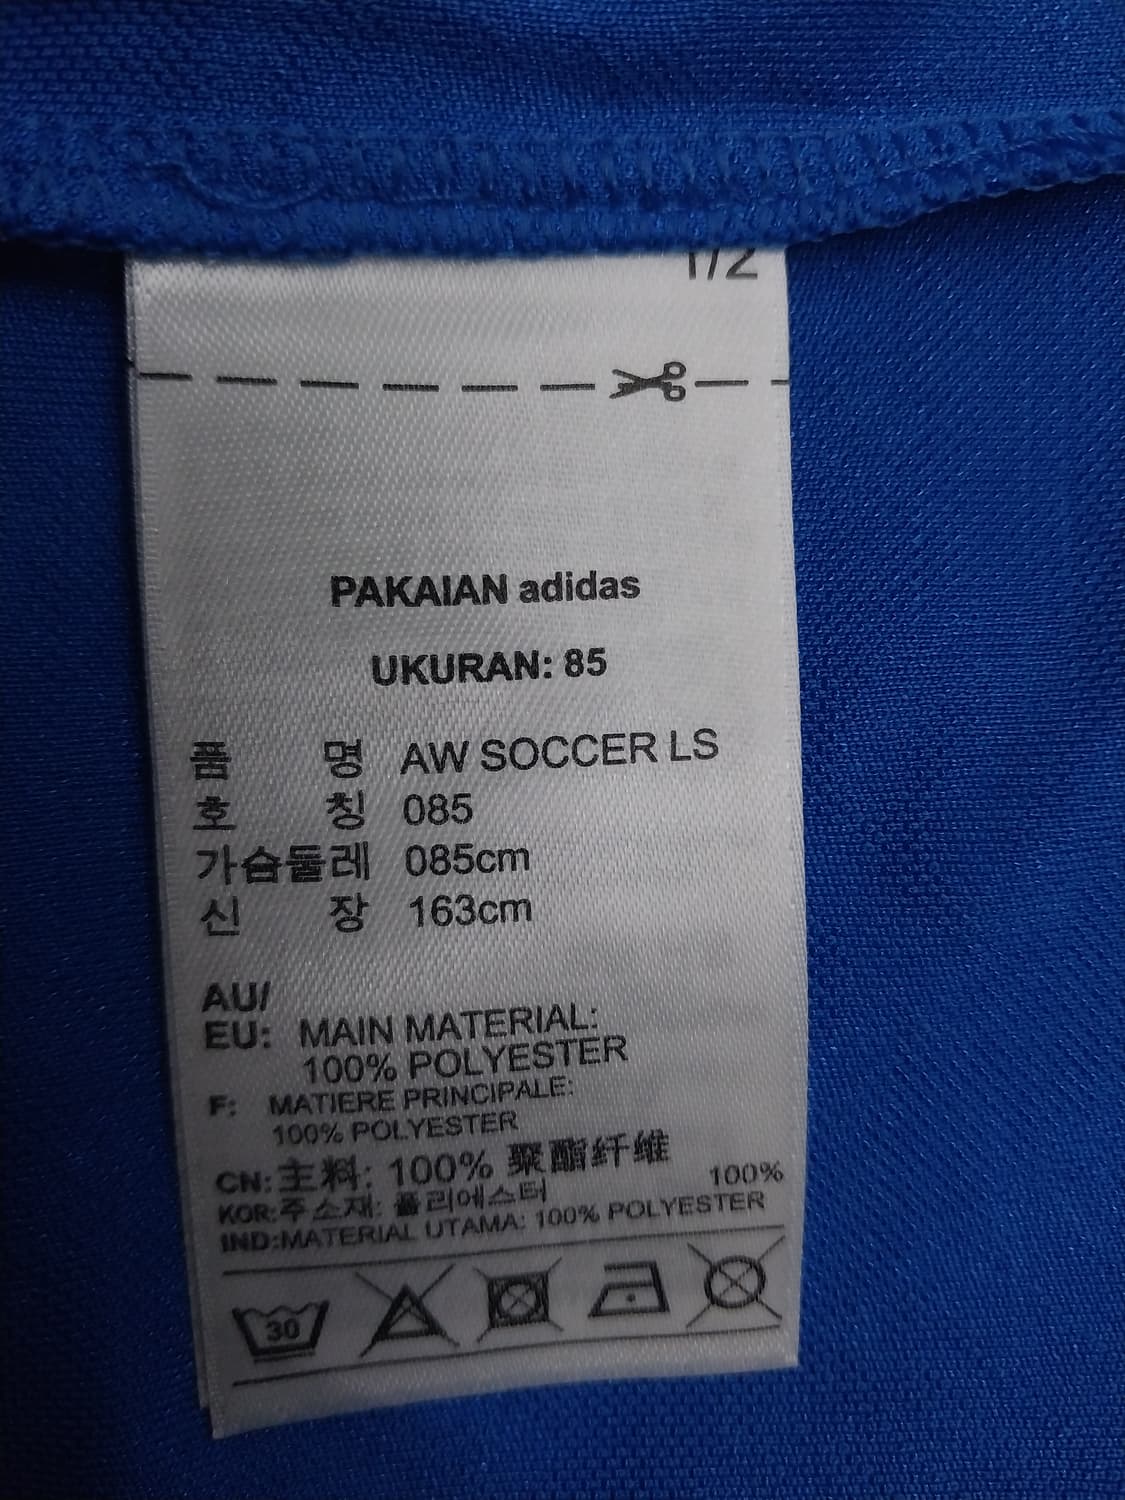 1/2
PAKAIAN adidas
UKURAN: 85
품 명 AW SOCCER LS
호 칭 085
가슴둘레 085cm
신 장 163cm
AU/
EU: MAIN MATERIAL:
100% POLYESTER
F: MATIERE PRINCIPALE:
100% POLYESTER
CN: 主料: 100% 聚酯纤维
KOR: 주소재: 폴리에스터 100%
IND:MATERIAL UTAMA: 100% POLYESTER
30